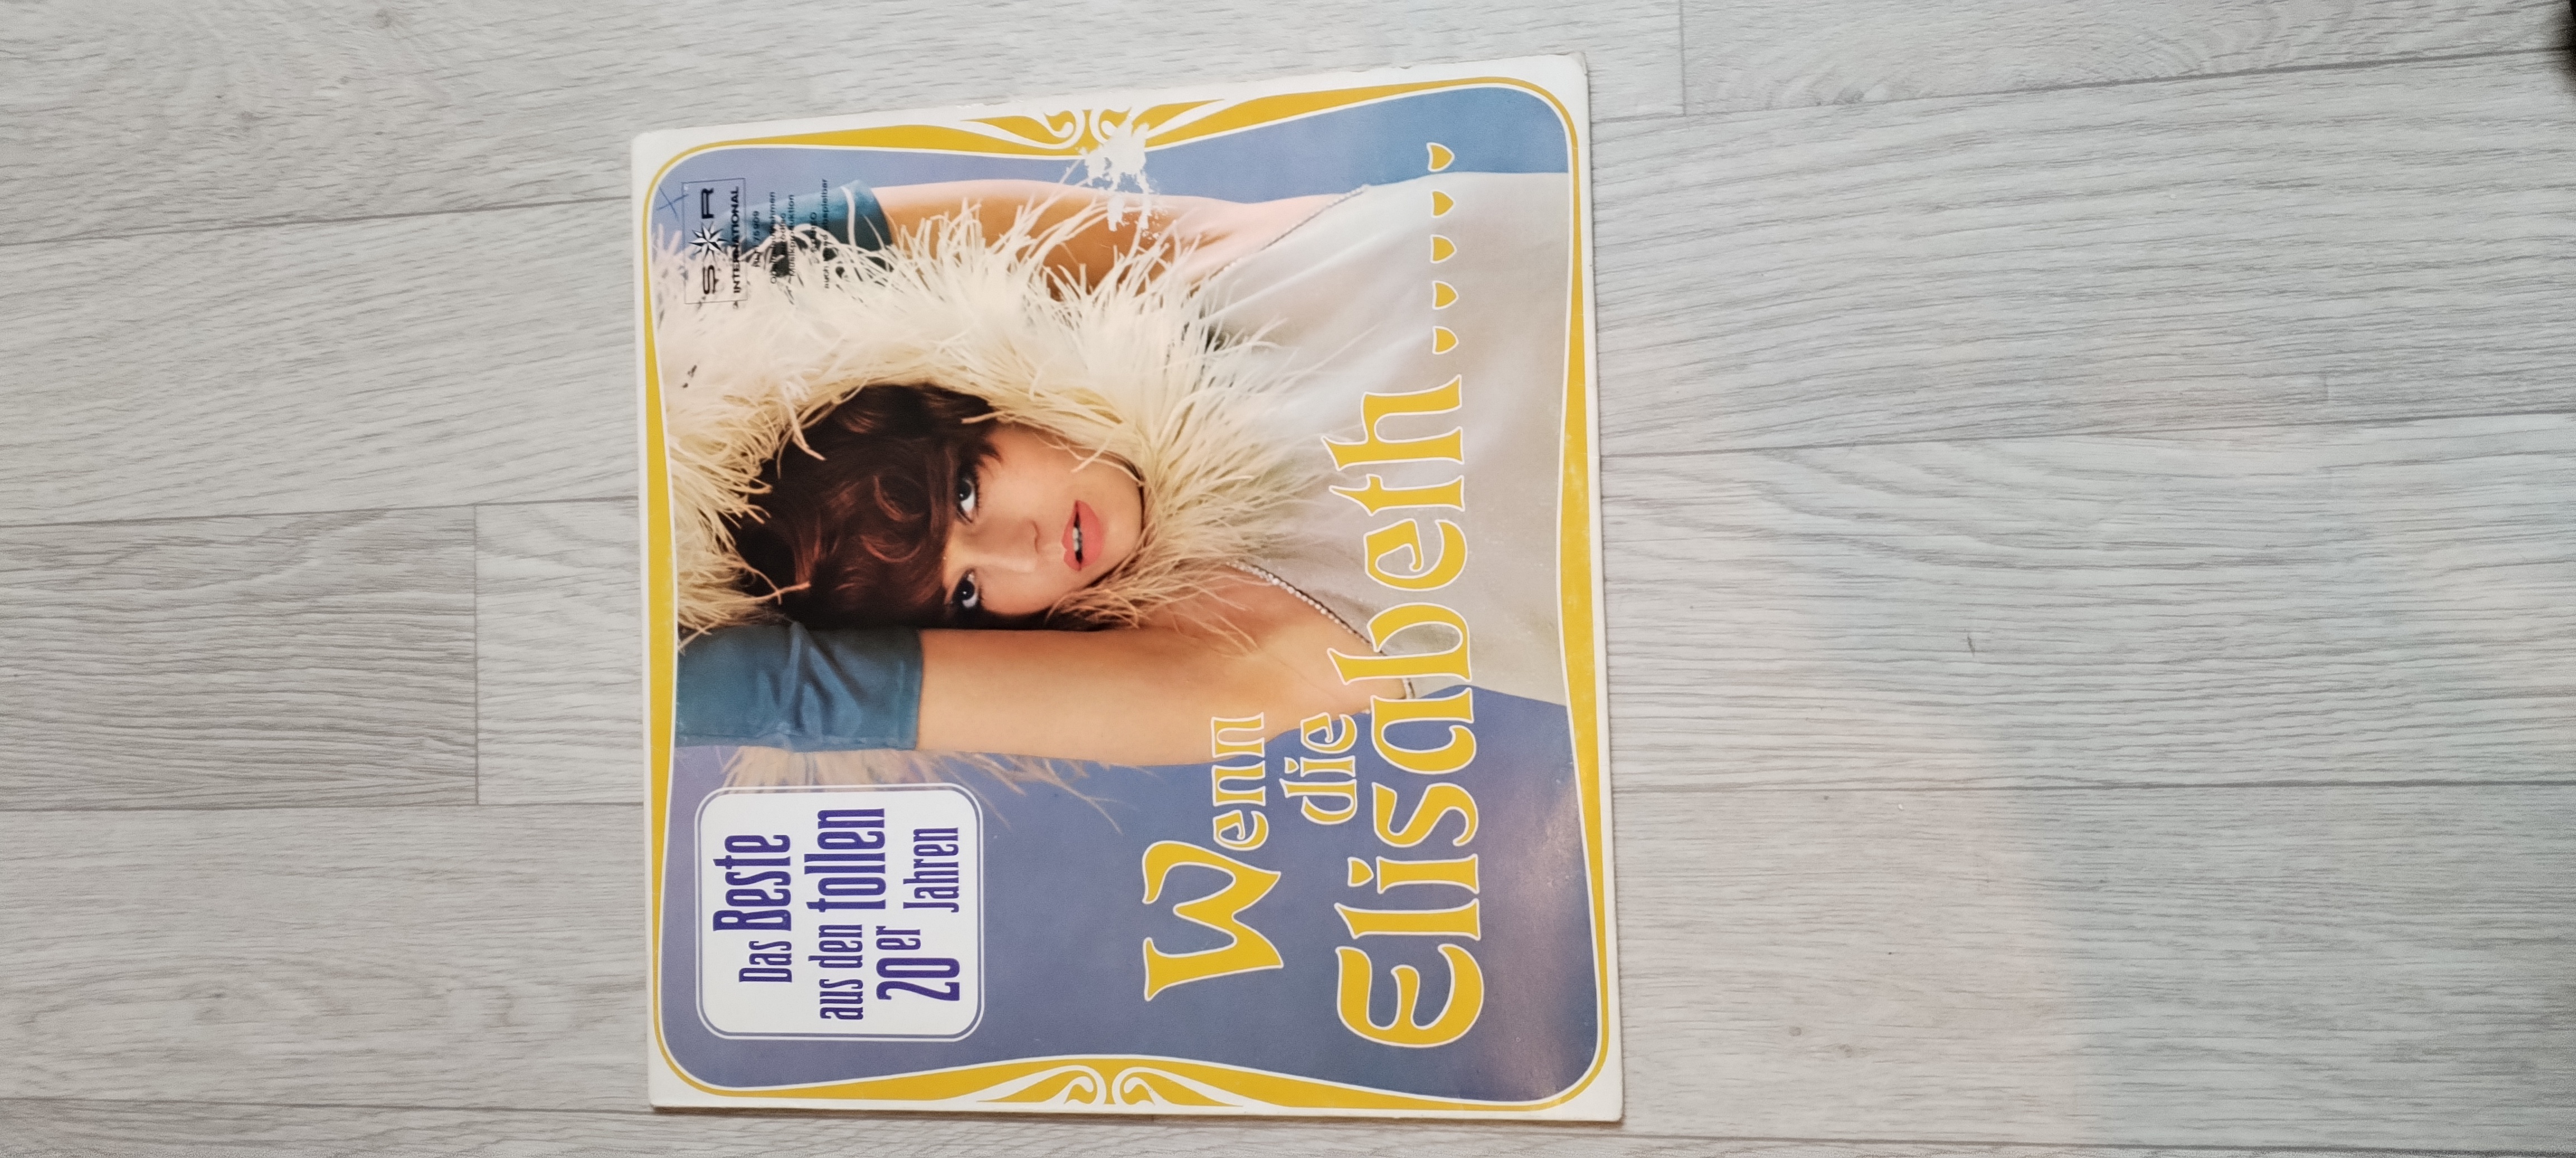 Das Beste
aus den tollen
20er Jahren
S R
INTERNATIONAL
Wenn
die
Elisabeth.....